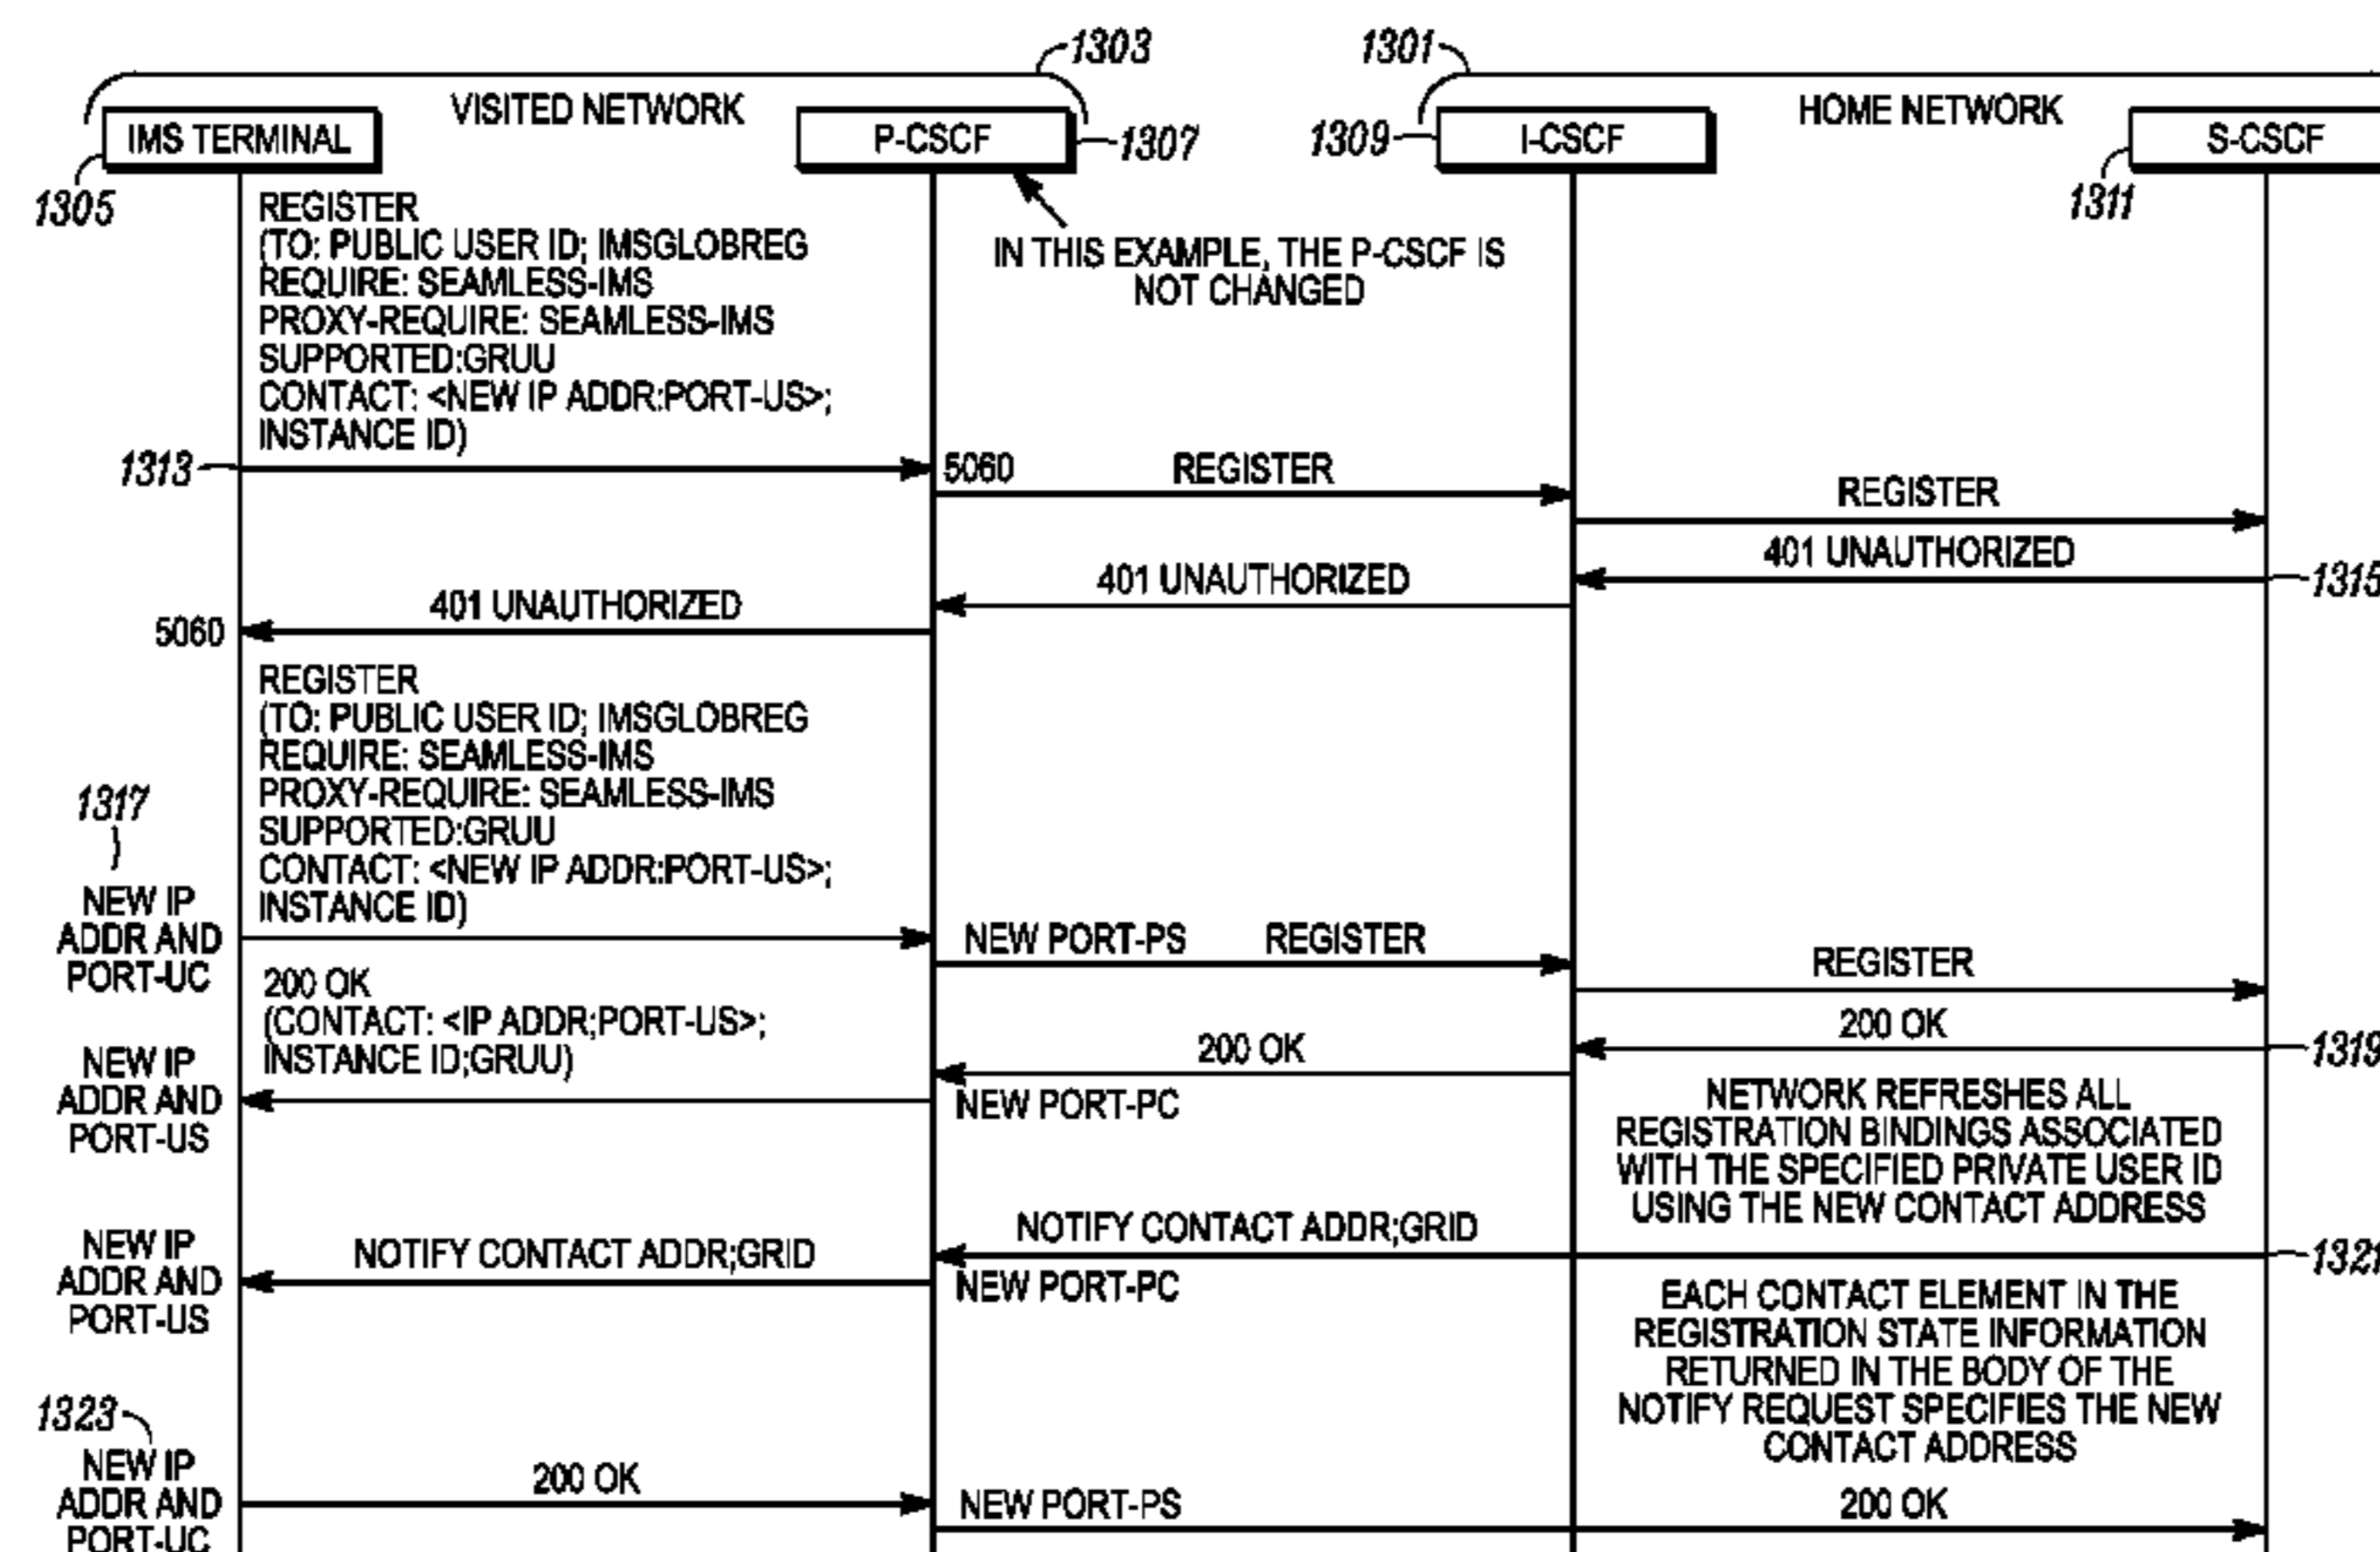 1303
1301
VISITED NETWORK
HOME NETWORK
IMS TERMINAL
P-CSCF
1307
1309
I-CSCF
S-CSCF
1305
1311
REGISTER
(TO: PUBLIC USER ID; IMSGLOBREG
REQUIRE: SEAMLESS-IMS
PROXY-REQUIRE: SEAMLESS-IMS
SUPPORTED:GRUU
CONTACT: <NEW IP ADDR:PORT-US>;
INSTANCE ID)
IN THIS EXAMPLE, THE P-CSCF IS
NOT CHANGED
1313
5060
REGISTER
REGISTER
401 UNAUTHORIZED
1315
401 UNAUTHORIZED
401 UNAUTHORIZED
5060
REGISTER
(TO: PUBLIC USER ID; IMSGLOBREG
REQUIRE: SEAMLESS-IMS
PROXY-REQUIRE: SEAMLESS-IMS
SUPPORTED:GRUU
CONTACT: <NEW IP ADDR:PORT-US>;
INSTANCE ID)
1317
NEW IP
ADDR AND
PORT-UC
NEW PORT-PS
REGISTER
REGISTER
200 OK
(CONTACT: <IP ADDR;PORT-US>;
INSTANCE ID;GRUU)
200 OK
200 OK
1319
NEW IP
ADDR AND
PORT-US
NEW PORT-PC
NETWORK REFRESHES ALL
REGISTRATION BINDINGS ASSOCIATED
WITH THE SPECIFIED PRIVATE USER ID
USING THE NEW CONTACT ADDRESS
NEW IP
ADDR AND
PORT-US
NOTIFY CONTACT ADDR;GRID
NOTIFY CONTACT ADDR;GRID
1321
NEW PORT-PC
EACH CONTACT ELEMENT IN THE
REGISTRATION STATE INFORMATION
RETURNED IN THE BODY OF THE
NOTIFY REQUEST SPECIFIES THE NEW
CONTACT ADDRESS
1323
NEW IP
ADDR AND
PORT-UC
200 OK
NEW PORT-PS
200 OK